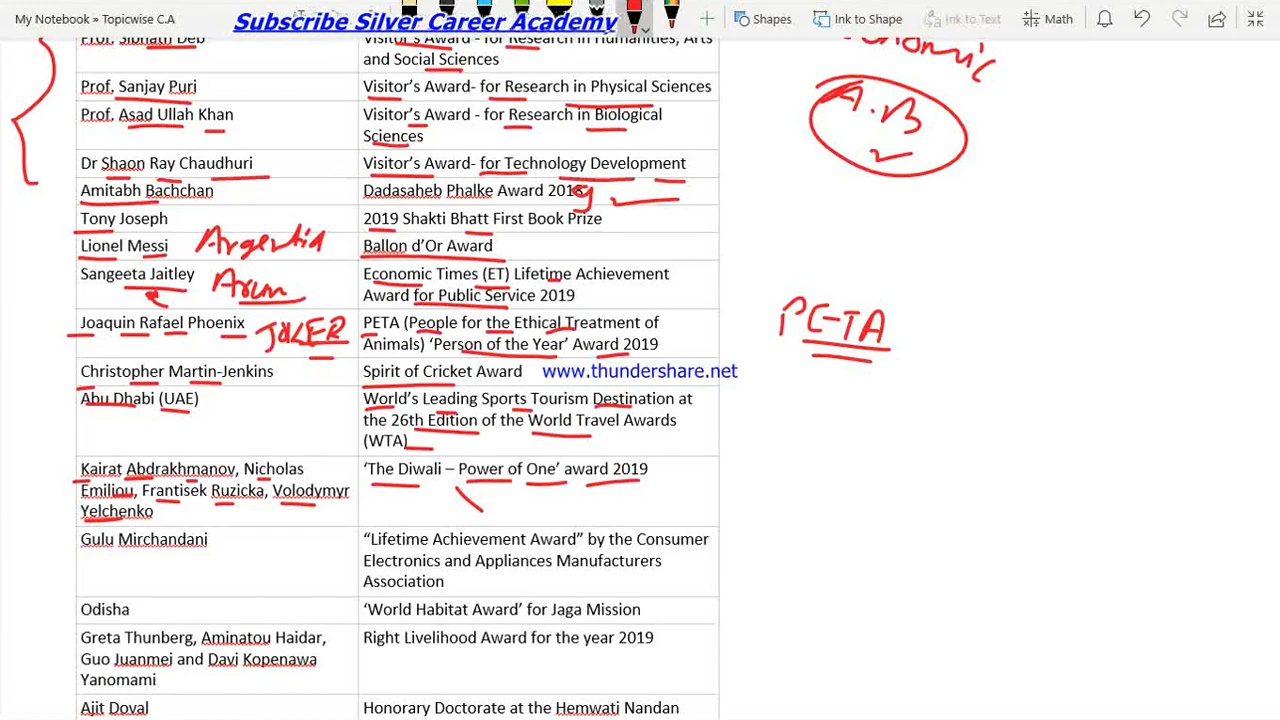 My Notebook » Topicwise C.A
Subscribe Silver Career Academy
Shapes
Ink to Shape
Ink to Text
Math
Prof. Sibnath Deb
Visitor's Award - for Research in Humanities, Arts
and Social Sciences
Prof. Sanjay Puri
Visitor's Award- for Research in Physical Sciences
Prof. Asad Ullah Khan
Visitor's Award - for Research in Biological
Sciences
Dr Shaon Ray Chaudhuri
Visitor's Award- for Technology Development
Amitabh Bachchan
Dadasaheb Phalke Award 2018
9
Tony Joseph
2019 Shakti Bhatt First Book Prize
Lionel Messi
Argentia
Ballon d'Or Award
Sangeeta Jaitley
Arun
Economic Times (ET) Lifetime Achievement
Award for Public Service 2019
Joaquin Rafael Phoenix
JOKER
PETA (People for the Ethical Treatment of
Animals) 'Person of the Year' Award 2019
Christopher Martin-Jenkins
Spirit of Cricket Award
www.thundershare.net
Abu Dhabi (UAE)
World's Leading Sports Tourism Destination at
the 26th Edition of the World Travel Awards
(WTA)
Kairat Abdrakhmanov, Nicholas
Emiliou, Frantisek Ruzicka, Volodymyr
Yelchenko
'The Diwali – Power of One' award 2019
Gulu Mirchandani
"Lifetime Achievement Award" by the Consumer
Electronics and Appliances Manufacturers
Association
Odisha
'World Habitat Award' for Jaga Mission
Greta Thunberg, Aminatou Haidar,
Guo Juanmei and Davi Kopenawa
Yanomami
Right Livelihood Award for the year 2019
Ajit Doval
Honorary Doctorate at the Hemwati Nandan
A.B
PETA